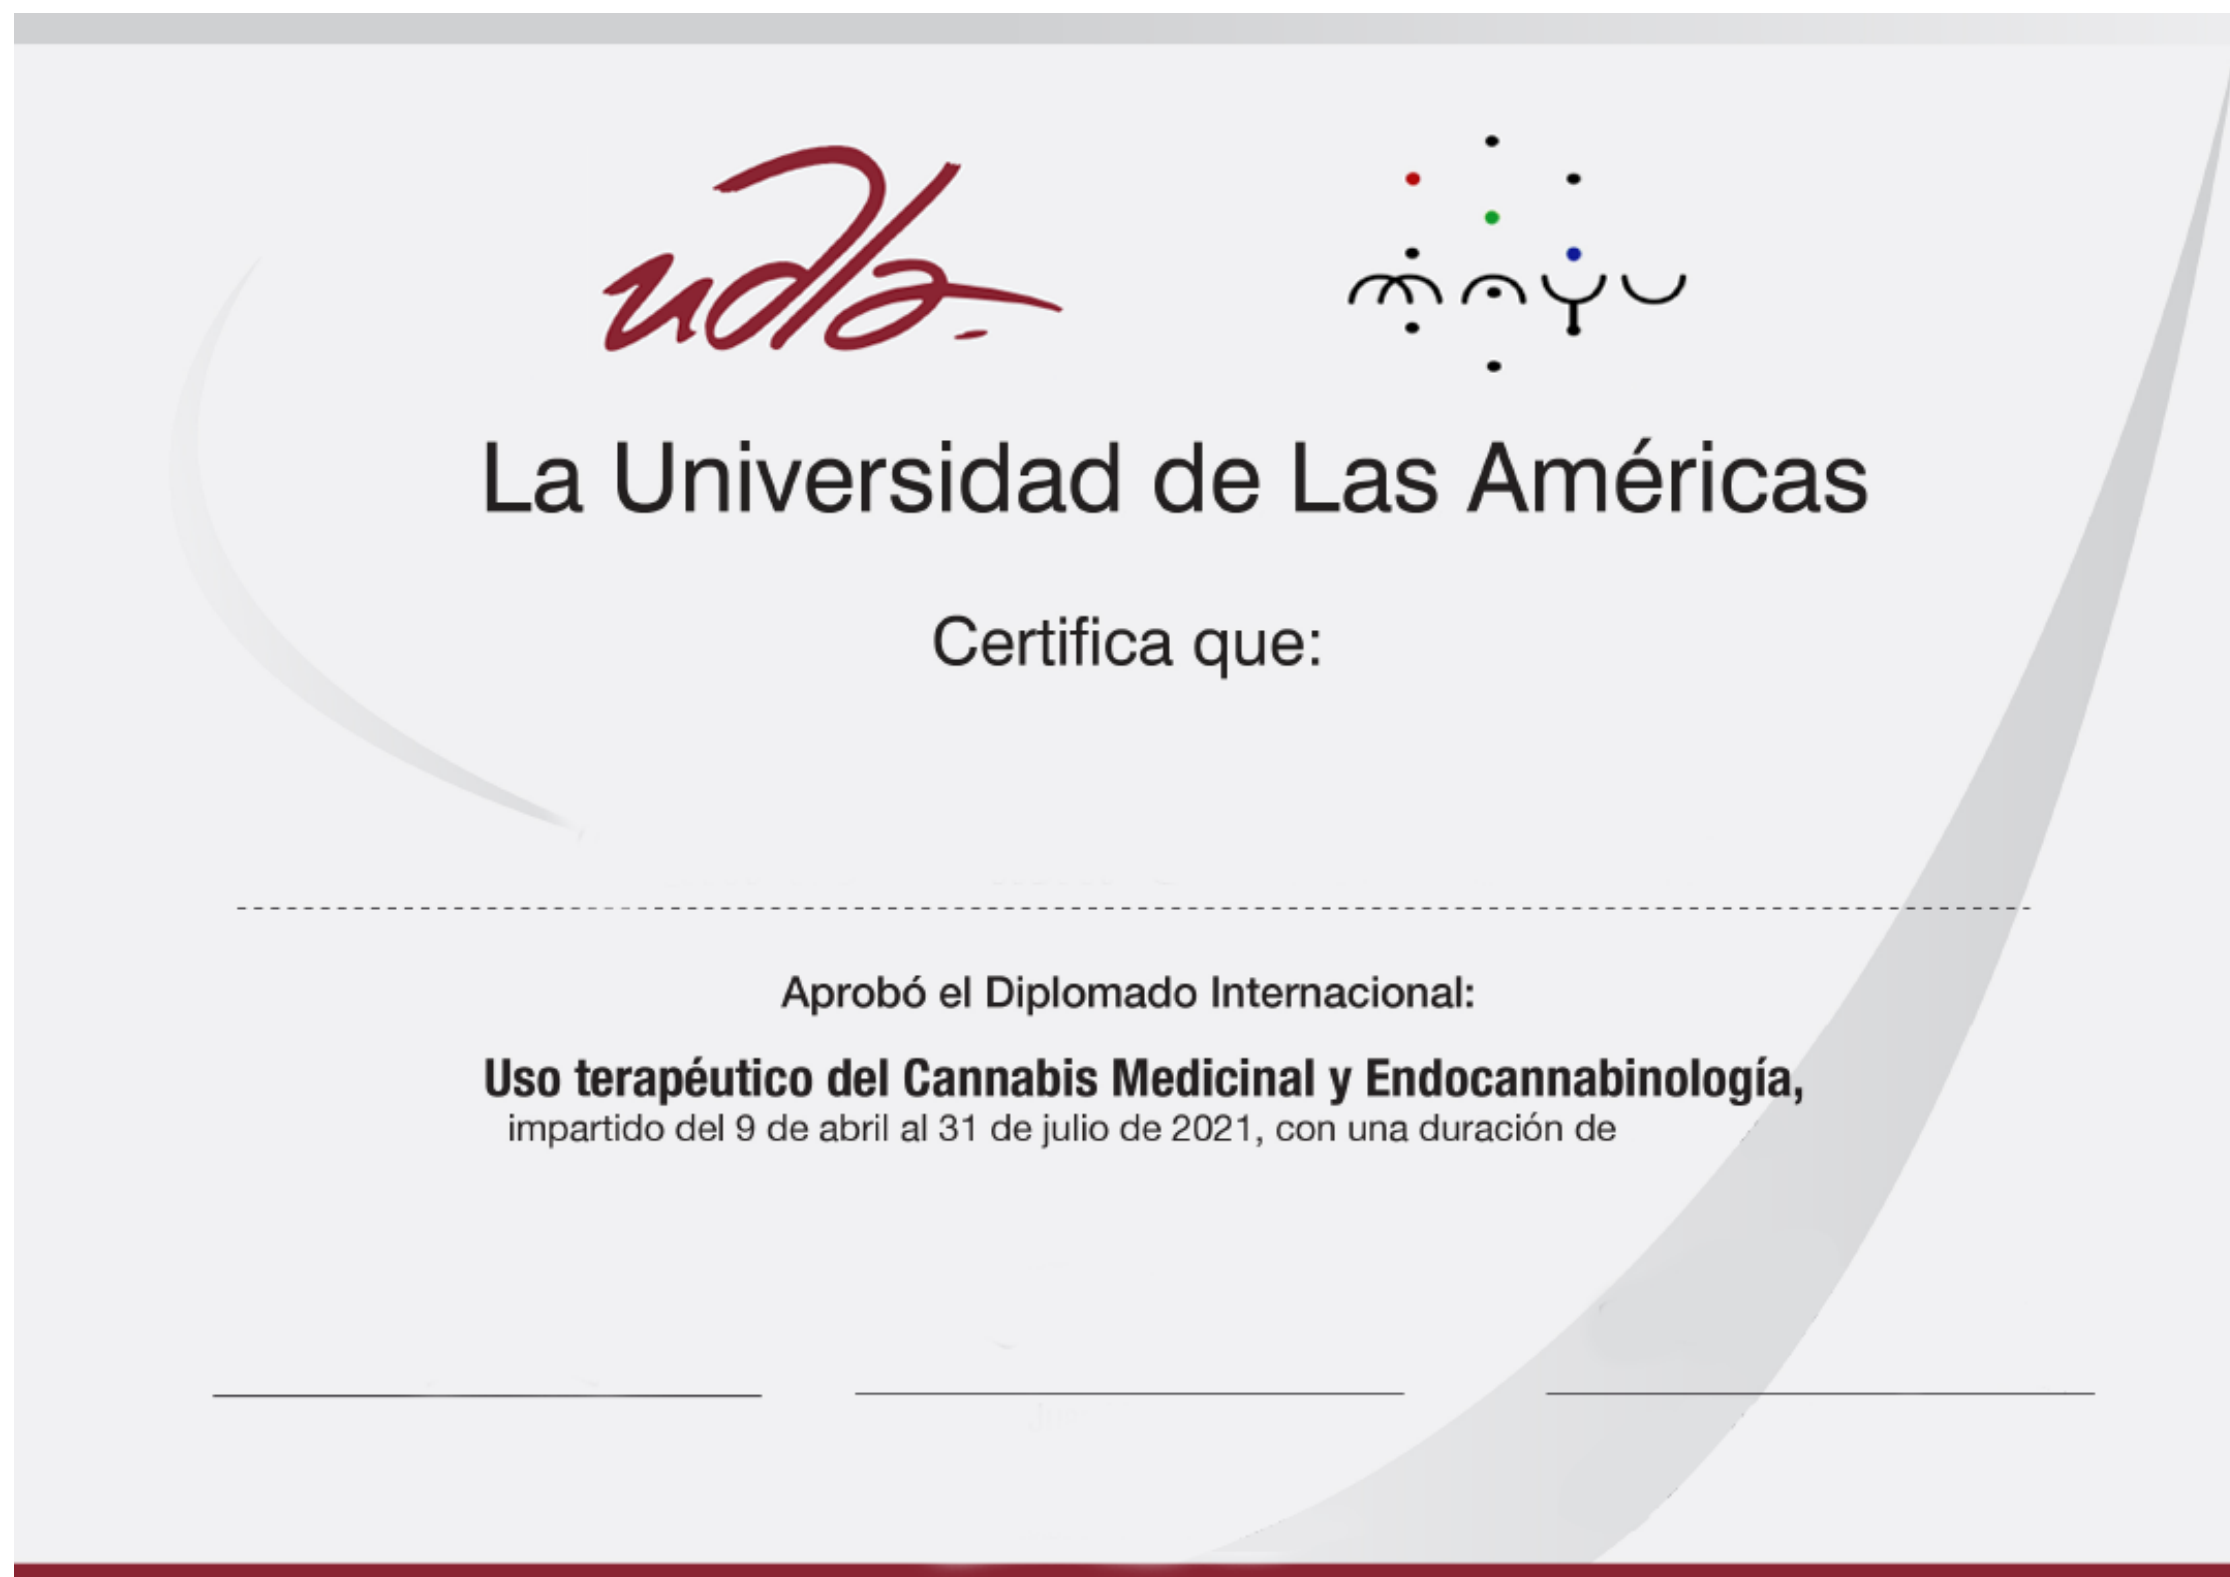 udla-
mayu
La Universidad de Las Américas
Certifica que:
Aprobó el Diplomado Internacional:
Uso terapéutico del Cannabis Medicinal y Endocannabinología,
impartido del 9 de abril al 31 de julio de 2021, con una duración de